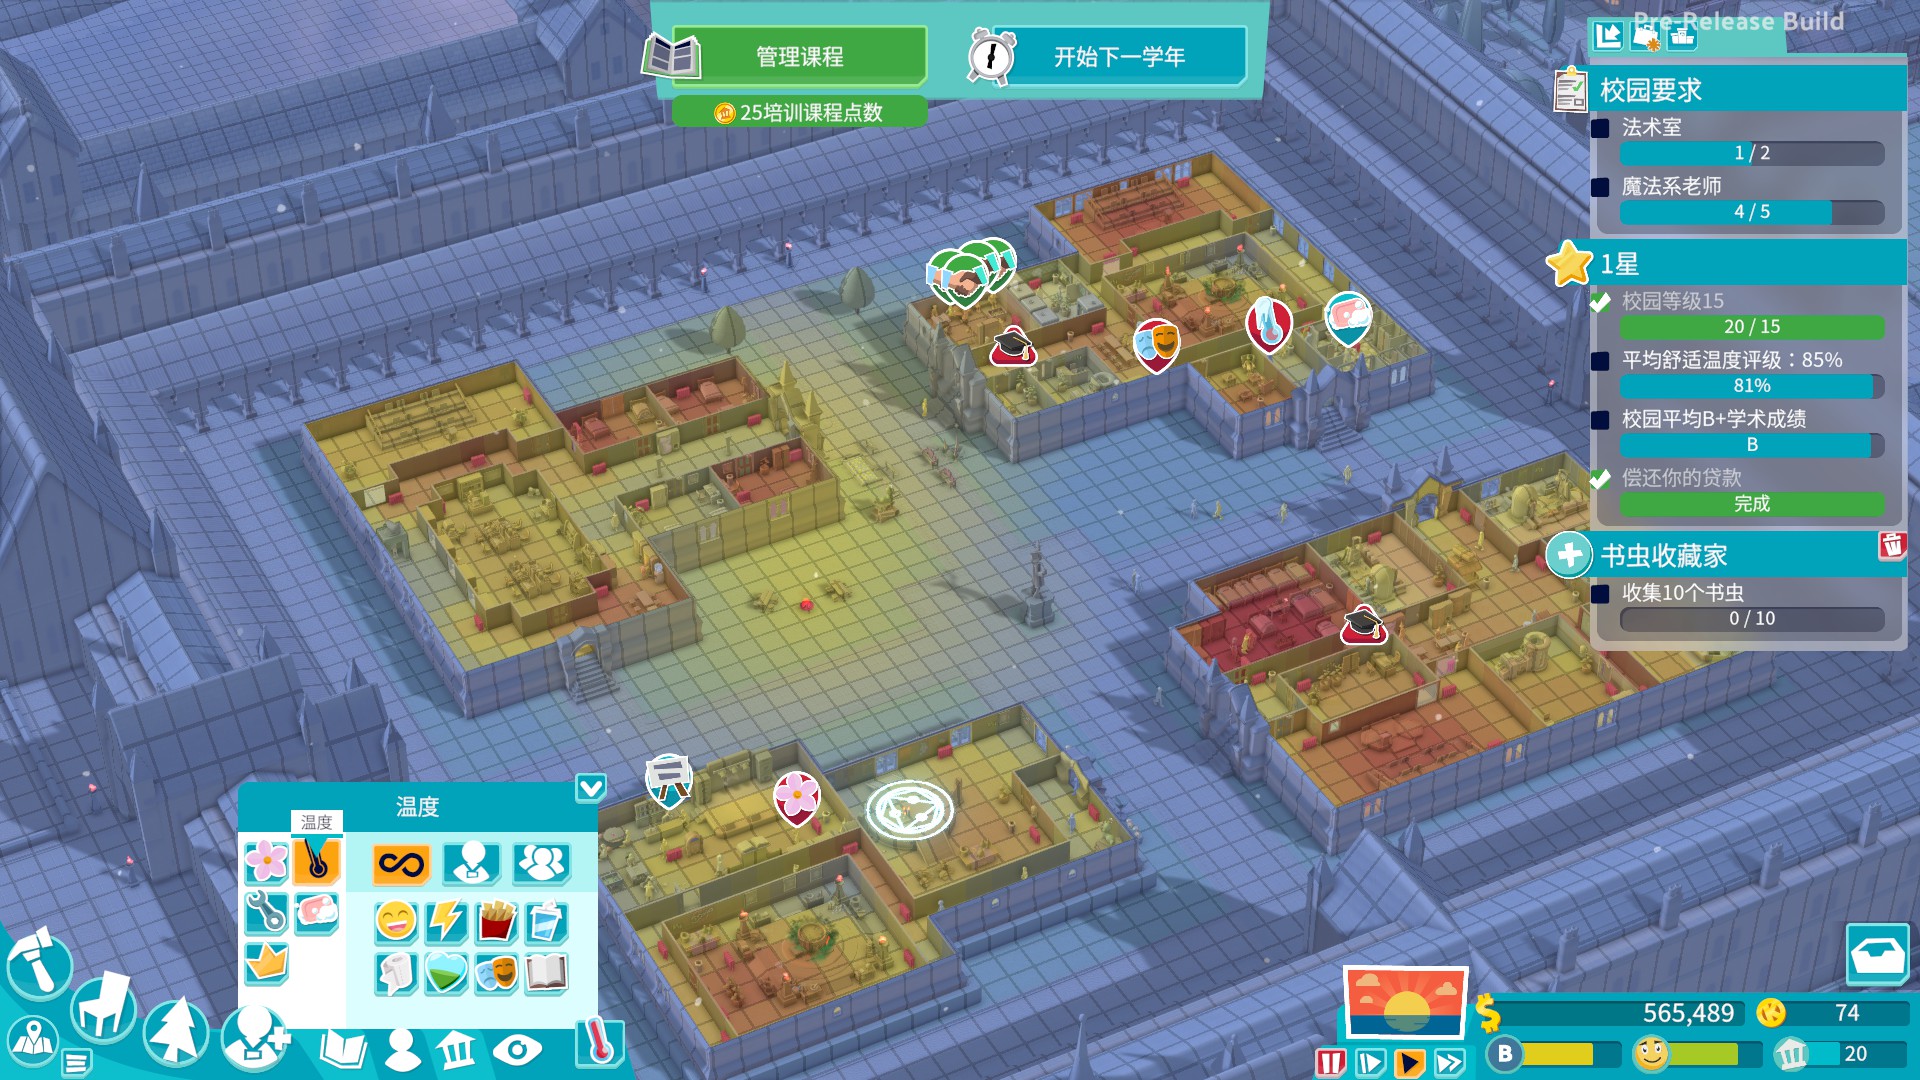 Pre-Release Build
管理课程
开始下一学年
25培训课程点数
校园要求
法术室
1 / 2
魔法系老师
4 / 5
1星
校园等级15
20 / 15
平均舒适温度评级：85%
81%
校园平均B+学术成绩
B
偿还你的贷款
完成
书虫收藏家
收集10个书虫
0 / 10
温度
温度
565,489
74
B
20